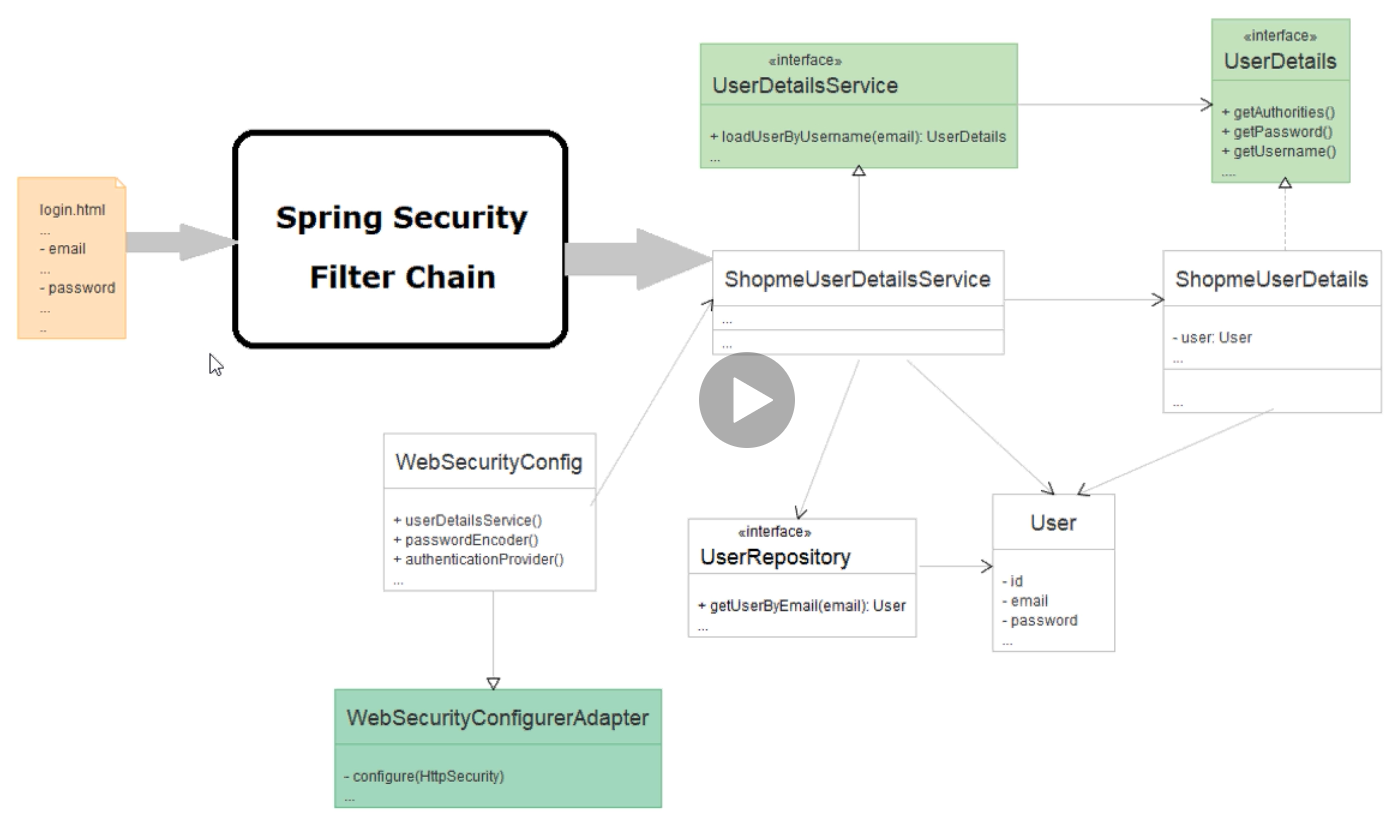 login.html
...
- email
...
- password
...
..
Spring Security
Filter Chain
«interface»
UserDetailsService
+ loadUserByUsername(email): UserDetails
...
«interface»
UserDetails
+ getAuthorities()
+ getPassword()
+ getUsername()
....
ShopmeUserDetailsService
...
...
ShopmeUserDetails
- user: User
...
...
WebSecurityConfig
+ userDetailsService()
+ passwordEncoder()
+ authenticationProvider()
...
«interface»
UserRepository
+ getUserByEmail(email): User
...
User
- id
- email
- password
...
WebSecurityConfigurerAdapter
- configure(HttpSecurity)
...